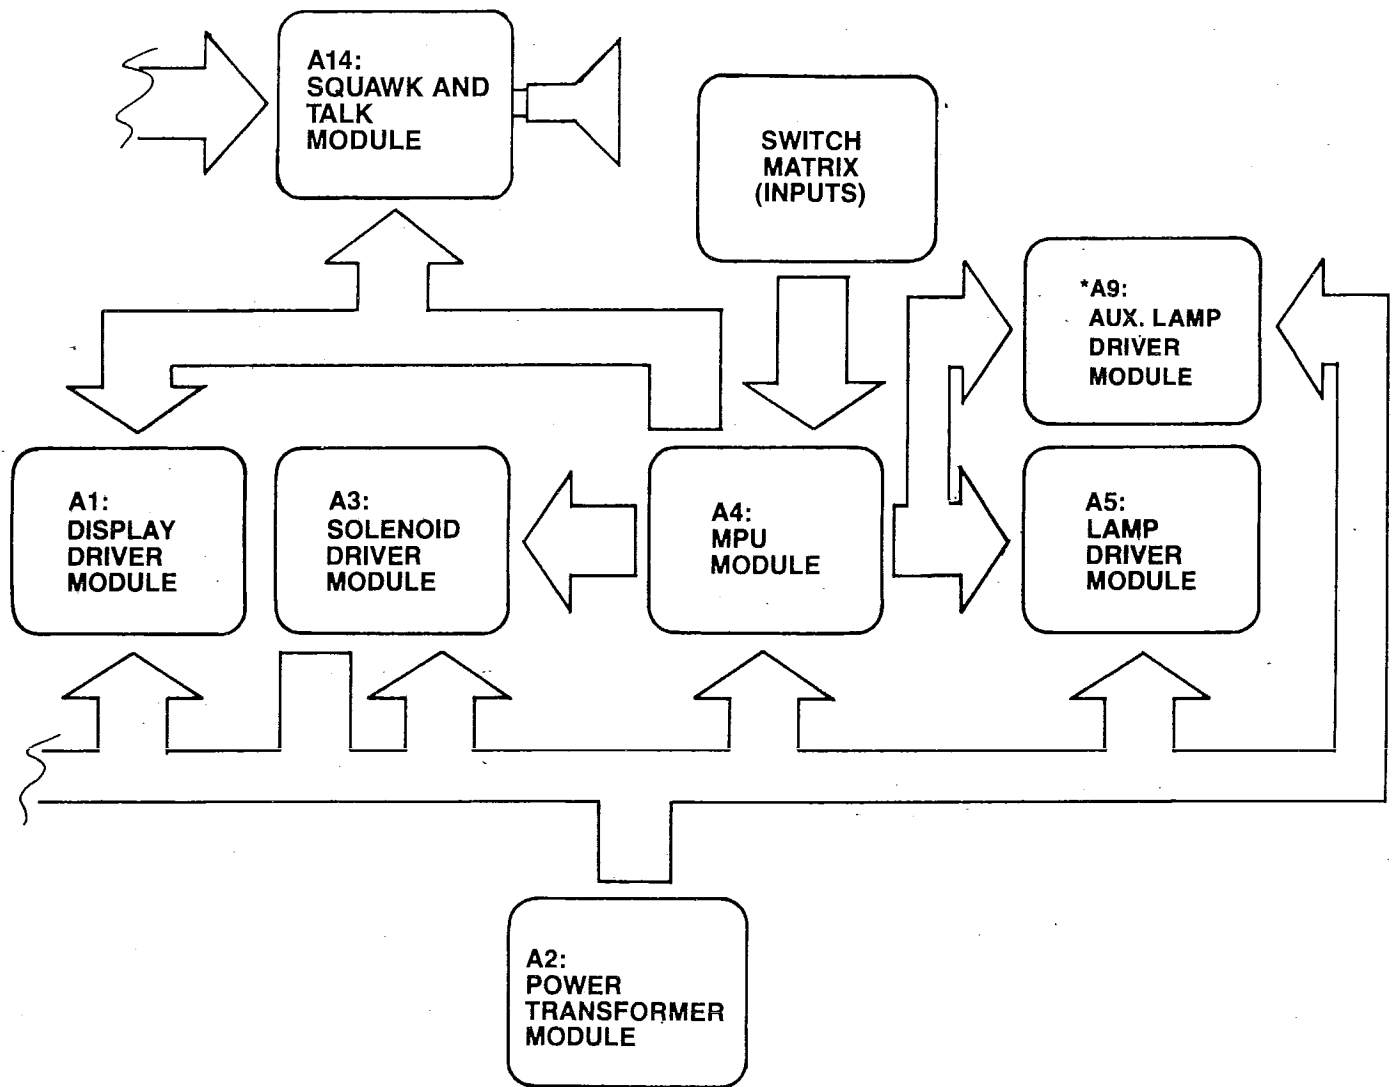 A14:
SQUAWK AND
TALK
MODULE
SWITCH
MATRIX
(INPUTS)
*A9:
AUX. LAMP
DRIVER
MODULE
A1:
DISPLAY
DRIVER
MODULE
A3:
SOLENOID
DRIVER
MODULE
A4:
MPU
MODULE
A5:
LAMP
DRIVER
MODULE
A2:
POWER
TRANSFORMER
MODULE